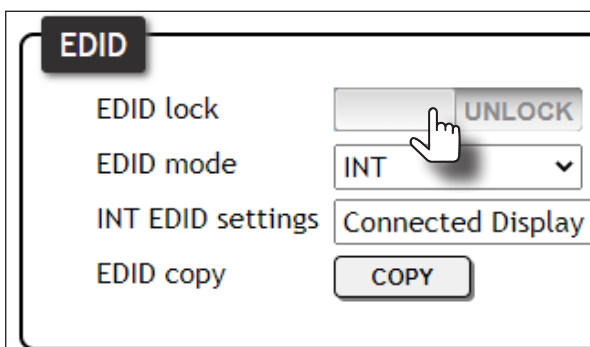 EDID
EDID lock UNLOCK
EDID mode INT
INT EDID settings Connected Display
EDID copy COPY